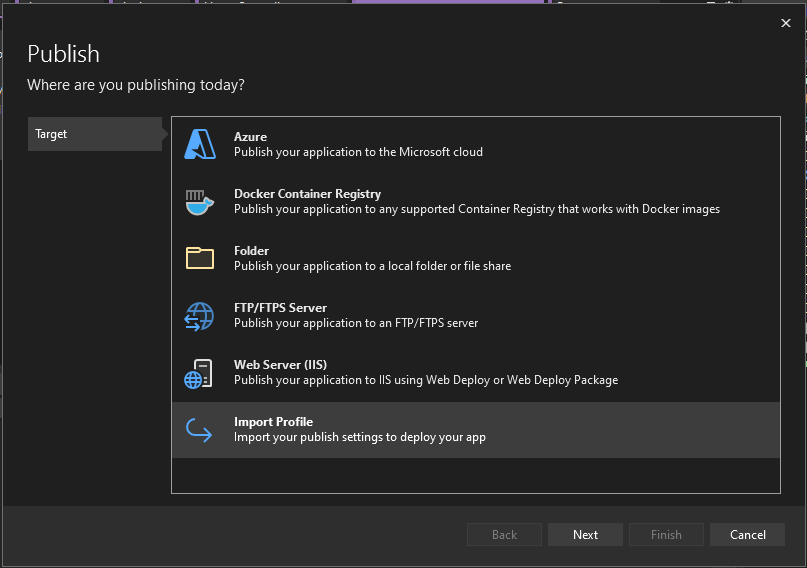 Publish
Where are you publishing today?
Target
Azure
Publish your application to the Microsoft cloud
Docker Container Registry
Publish your application to any supported Container Registry that works with Docker images
Folder
Publish your application to a local folder or file share
FTP/FTPS Server
Publish your application to an FTP/FTPS server
Web Server (IIS)
Publish your application to IIS using Web Deploy or Web Deploy Package
Import Profile
Import your publish settings to deploy your app
Back
Next
Finish
Cancel